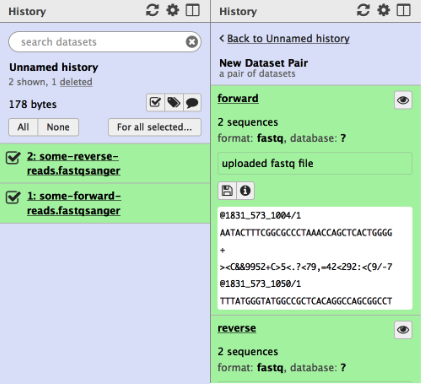 History
search datasets
Unnamed history
2 shown, 1 deleted
178 bytes
All None For all selected...
2: some-reverse-
reads.fastqsanger
1: some-forward-
reads.fastqsanger
History
< Back to Unnamed history
New Dataset Pair
a pair of datasets
forward
2 sequences
format: fastq, database: ?
uploaded fastq file
@1831_573_1004/1
AATACTTTCGGCGCCCTAAACCAGCTCACTGGGG
+
><C&&9952+C>5<.?<79,=42<292:<(9/-7
@1831_573_1050/1
TTTATGGGTATGGCCGCTCACAGGCCAGCGGCCT
reverse
2 sequences
format: fastq, database: ?